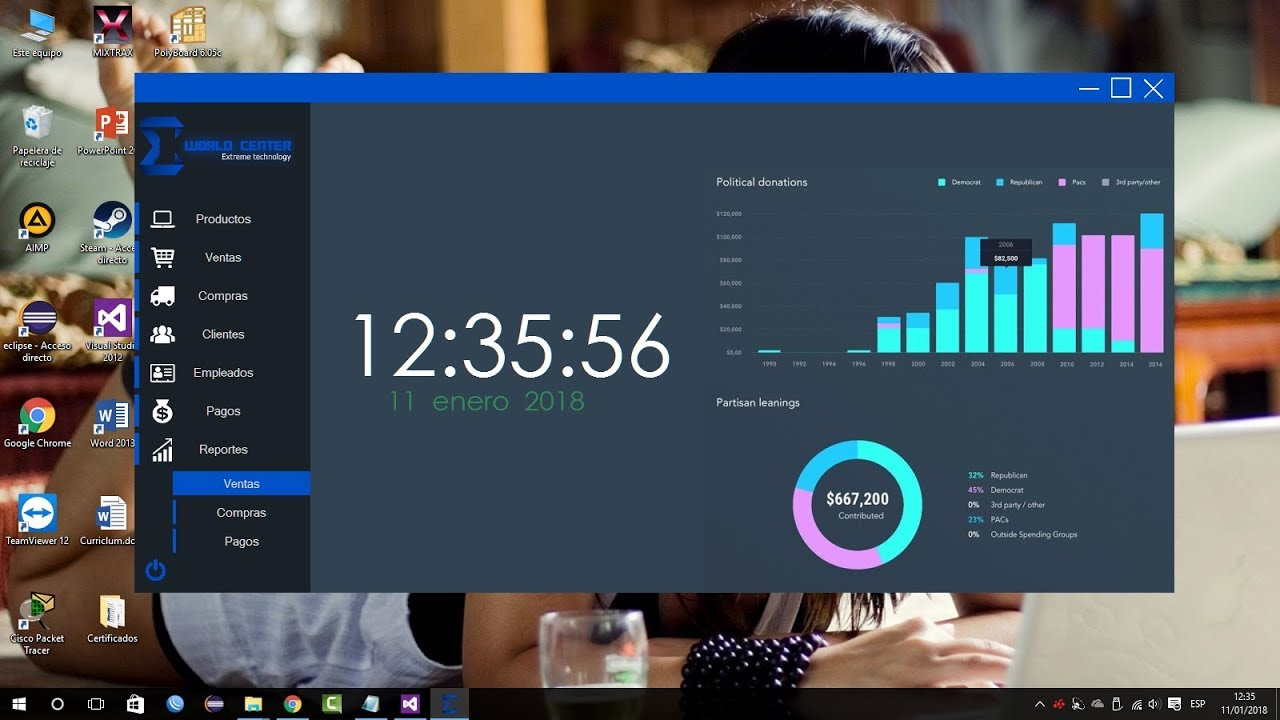 Este equipo
MIXTRAX
PolyBoard 6.05c
Papelera de
reciclaje
PowerPoint 2
AIMP
Steam - Acce
directo
eclipse - Acceso
directo
Visual Studi
2012
Google Chrome
Word 2013
TeamViewer 12
Curriclum.dc
Cisco Packet
Tracer
Certificados
WORLD CENTER
Extreme technology
Productos
Ventas
Compras
Clientes
Empleados
Pagos
Reportes
Ventas
Compras
Pagos
12:35:56
11 enero 2018
Political donations
Democrat Republican Pacs 3rd party/other
$120,000
$100,000
$80,000
$60,000
$40,000
$20,000
$0,00
2006
$82,500
1990 1992 1994 1996 1998 2000 2002 2004 2006 2008 2010 2012 2014 2016
Partisan leanings
$667,200
Contributed
32% Republican
45% Democrat
0% 3rd party / other
23% PACs
0% Outside Spending Groups
ESP
12:35
11/01/2018